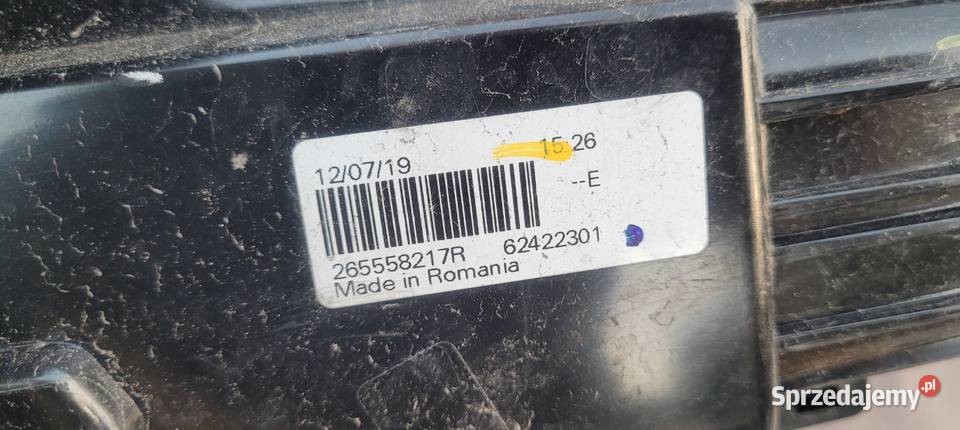 12/07/19 15:26
--E
265558217R 62422301
Made in Romania
Sprzedajemy.pl